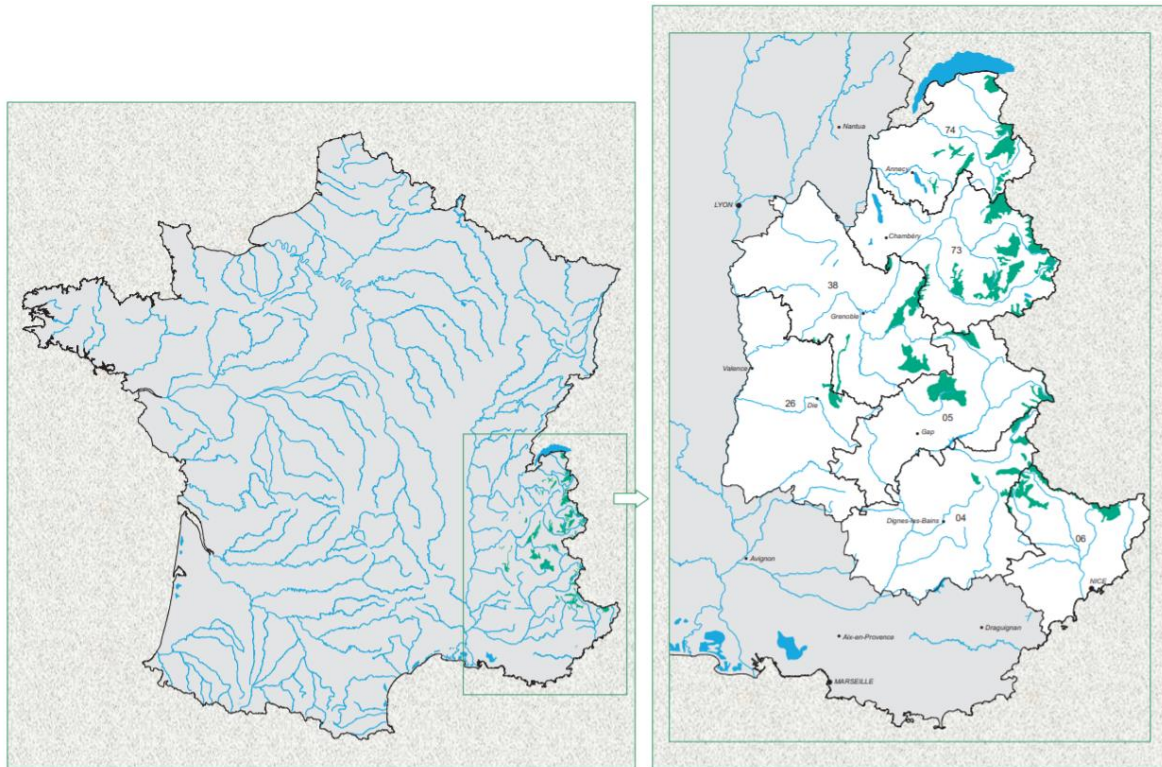 Nantua
74
Annecy
LYON
Chambéry
73
38
Grenoble
Valence
26
Die
05
Gap
Dignes-les-Bains
04
06
Avignon
NICE
Draguignan
Aix-en-Provence
MARSEILLE